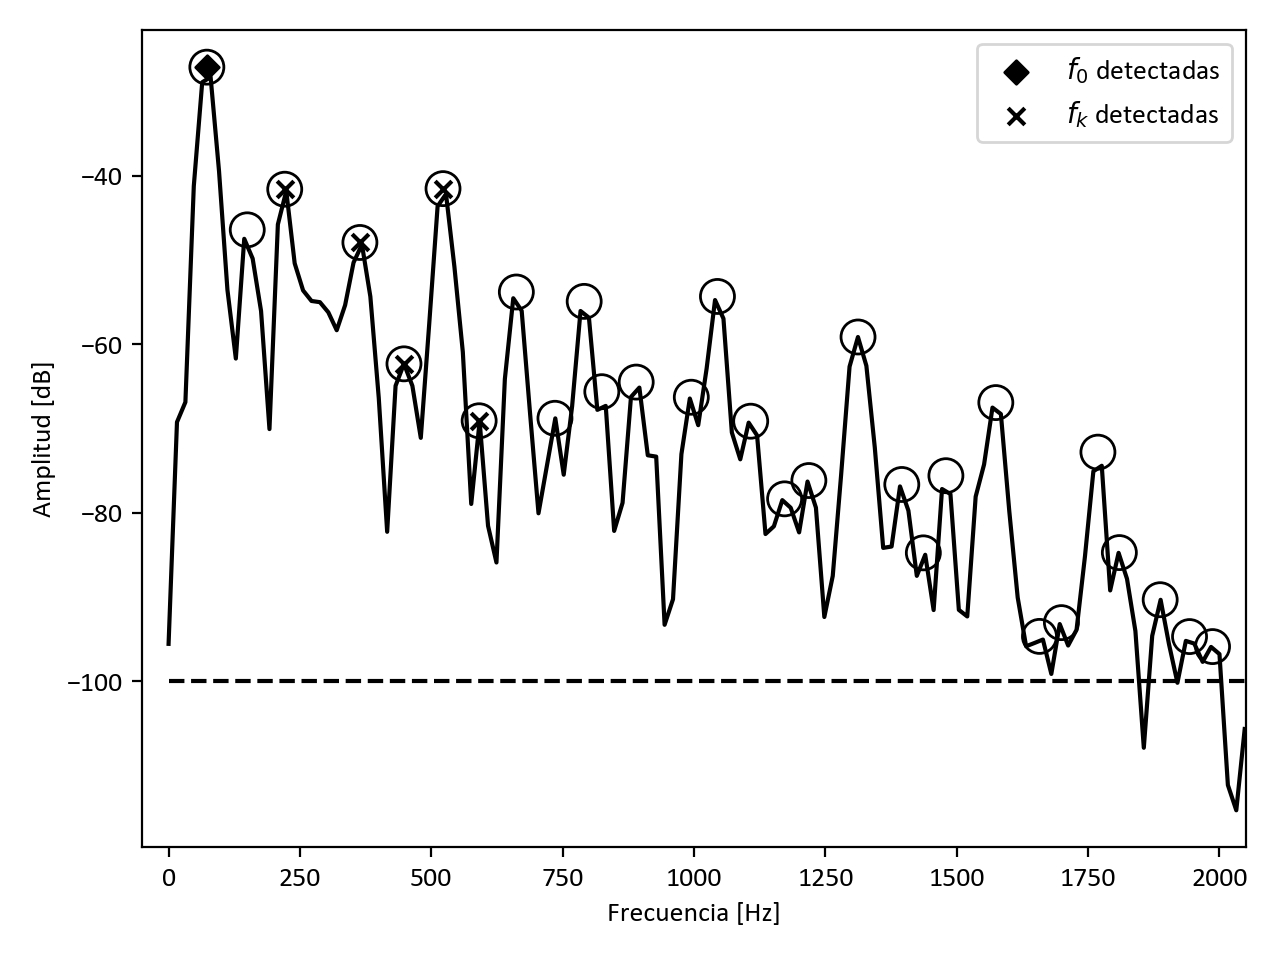 f₀ detectadas
fₖ detectadas
Amplitud [dB]
−40
−60
−80
−100
0 250 500 750 1000 1250 1500 1750 2000
Frecuencia [Hz]